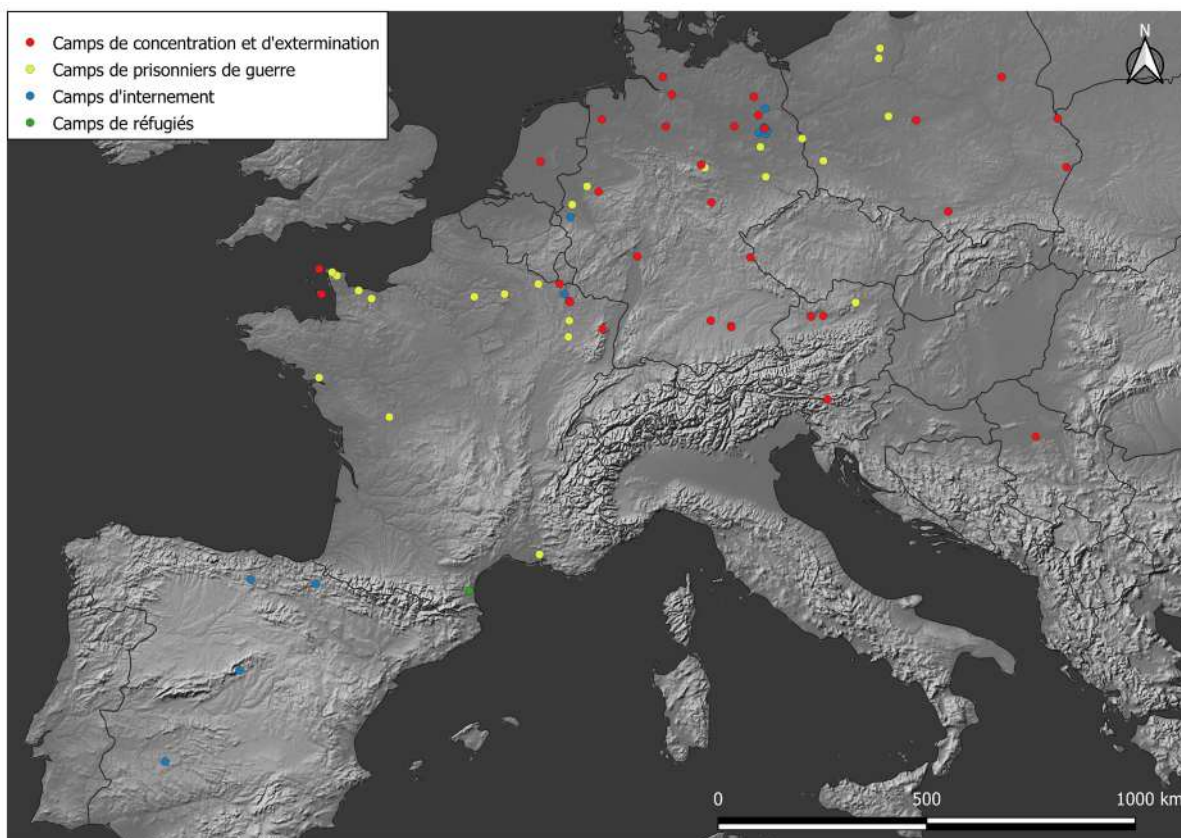 Camps de concentration et d'extermination
Camps de prisonniers de guerre
Camps d'internement
Camps de réfugiés
N
0 500 1000 km